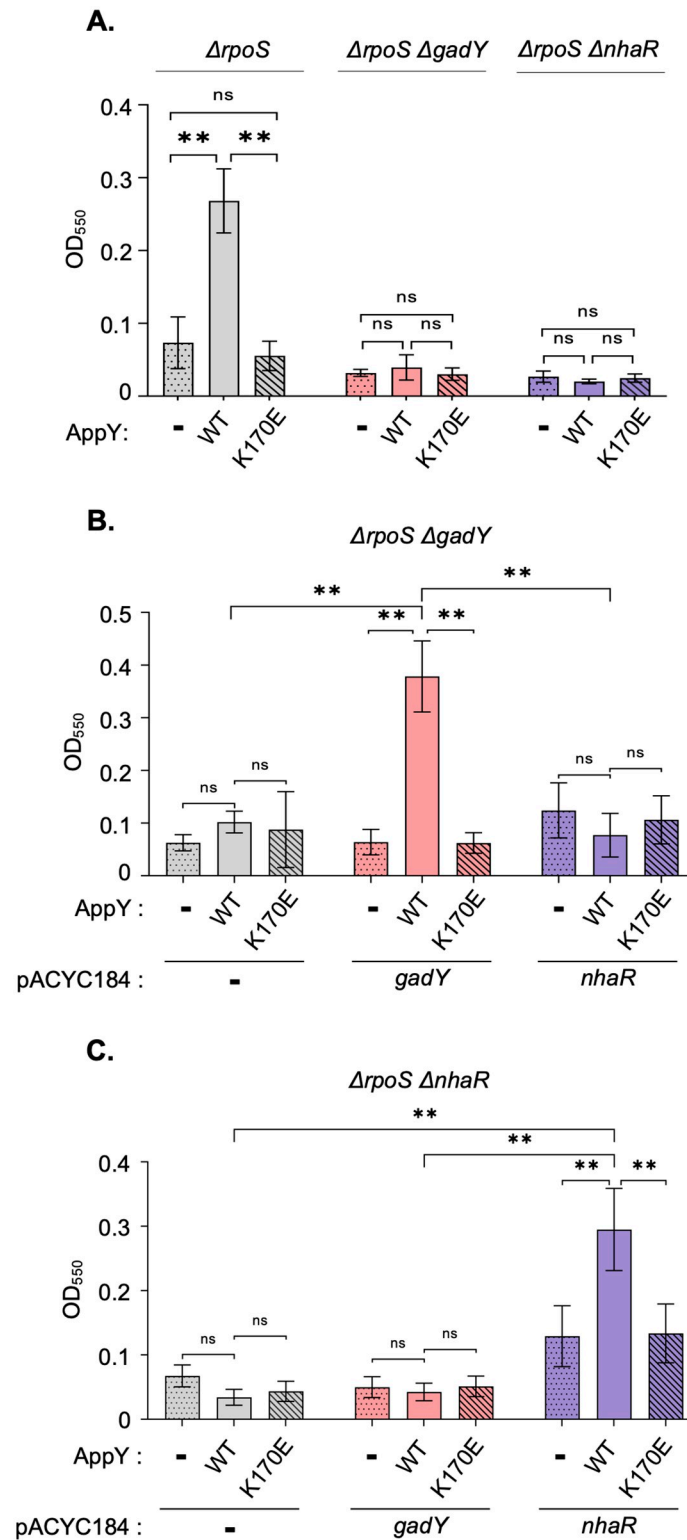 A.
ΔrpoS ΔrpoS ΔgadY ΔrpoS ΔnhaR
ns
** **
ns
ns ns
ns
ns ns
OD550
0.4
0.3
0.2
0.1
0
AppY: - WT K170E - WT K170E - WT K170E
B.
ΔrpoS ΔgadY
**
**
** **
ns ns
ns ns
OD550
0.5
0.4
0.3
0.2
0.1
0
AppY : - WT K170E - WT K170E - WT K170E
pACYC184 : - gadY nhaR
C.
ΔrpoS ΔnhaR
**
**
** **
ns ns
ns ns
OD550
0.4
0.3
0.2
0.1
0
AppY : - WT K170E - WT K170E - WT K170E
pACYC184 : - gadY nhaR